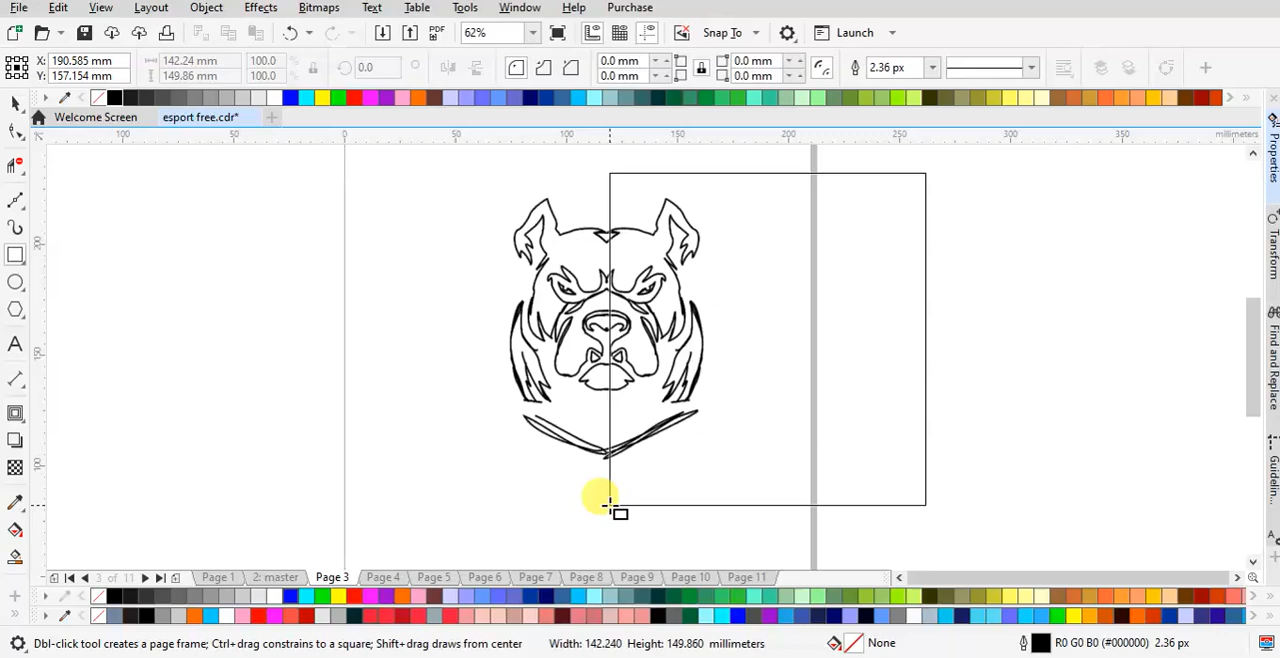 File Edit View Layout Object Effects Bitmaps Text Table Tools Window Help Purchase
PDF 62% Snap To Launch
X: 190.585 mm 142.24 mm 100.0 0.0 0.0 mm 0.0 mm 2.36 px
Y: 157.154 mm 149.86 mm 100.0 0.0 mm 0.0 mm
Welcome Screen esport free.cdr*
100 50 0 50 100 150 200 250 300 350 millimeters
200
150
100
Properties
Transform
Find and Replace
Guidelin...
3 of 11 Page 1 2: master Page 3 Page 4 Page 5 Page 6 Page 7 Page 8 Page 9 Page 10 Page 11
Dbl-click tool creates a page frame; Ctrl+drag constrains to a square; Shift+drag draws from center Width: 142.240 Height: 149.860 millimeters None R0 G0 B0 (#000000) 2.36 px